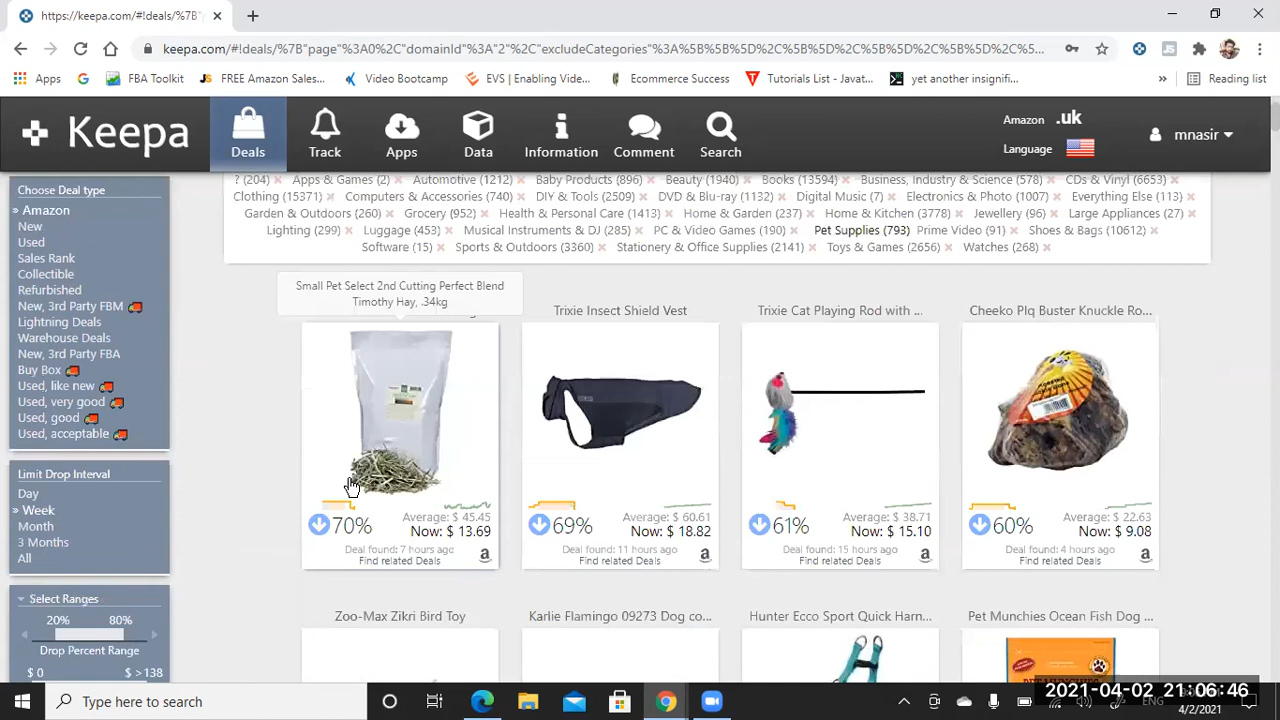 https://keepa.com/#!deals/%7B"p
keepa.com/#!deals/%7B"page"%3A0%2C"domainId"%3A"2"%2C"excludeCategories"%3A%5B%5B%5D%2C%5B%5D%2C%5B%5D%2C%5...
Apps
FBA Toolkit
FREE Amazon Sales...
Video Bootcamp
EVS | Enabling Vide...
Ecommerce Success
Tutorials List - Javat...
yet another insignifi...
»
Reading list
Keepa
Deals
Track
Apps
Data
Information
Comment
Search
Amazon .uk
Language
mnasir
Choose Deal type
» Amazon
New
Used
Sales Rank
Collectible
Refurbished
New, 3rd Party FBM
Lightning Deals
Warehouse Deals
New, 3rd Party FBA
Buy Box
Used, like new
Used, very good
Used, good
Used, acceptable
Limit Drop Interval
Day
» Week
Month
3 Months
All
Select Ranges
20% 80%
Drop Percent Range
$ 0 $ >138
? (204) Apps & Games (2) Automotive (1212) Baby Products (896) Beauty (1940) Books (13594) Business, Industry & Science (578) CDs & Vinyl (6653)
Clothing (15371) Computers & Accessories (740) DIY & Tools (2509) DVD & Blu-ray (1132) Digital Music (7) Electronics & Photo (1007) Everything Else (113)
Garden & Outdoors (260) Grocery (952) Health & Personal Care (1413) Home & Garden (237) Home & Kitchen (3778) Jewellery (96) Large Appliances (27)
Lighting (299) Luggage (453) Musical Instruments & DJ (285) PC & Video Games (190) Pet Supplies (793) Prime Video (91) Shoes & Bags (10612)
Software (15) Sports & Outdoors (3360) Stationery & Office Supplies (2141) Toys & Games (2656) Watches (268)
Small Pet Select 2nd Cutting Perfect Blend
Timothy Hay, .34kg
70%
Average: $ 45.45
Now: $ 13.69
Deal found: 7 hours ago
Find related Deals
Trixie Insect Shield Vest
69%
Average: $ 60.61
Now: $ 18.82
Deal found: 11 hours ago
Find related Deals
Trixie Cat Playing Rod with ...
61%
Average: $ 38.71
Now: $ 15.10
Deal found: 15 hours ago
Find related Deals
Cheeko Plq Buster Knuckle Ro...
60%
Average: $ 22.63
Now: $ 9.08
Deal found: 4 hours ago
Find related Deals
Zoo-Max Zikri Bird Toy
Karlie Flamingo 09273 Dog co...
Hunter Ecco Sport Quick Harn...
Pet Munchies Ocean Fish Dog ...
Type here to search
ENG
2021-04-02 21:06:46
4/2/2021